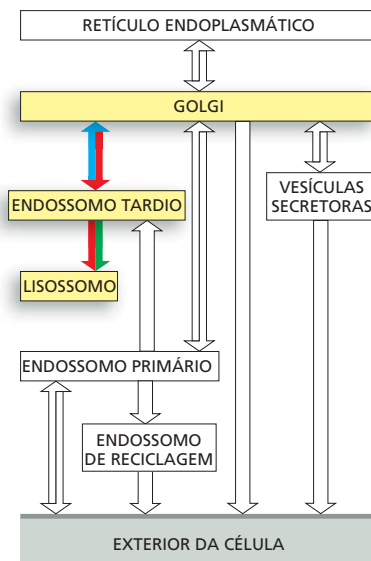 RETÍCULO ENDOPLASMÁTICO
GOLGI
ENDOSSOMO TARDIO
VESÍCULAS
SECRETORAS
LISOSSOMO
ENDOSSOMO PRIMÁRIO
ENDOSSOMO
DE RECICLAGEM
EXTERIOR DA CÉLULA